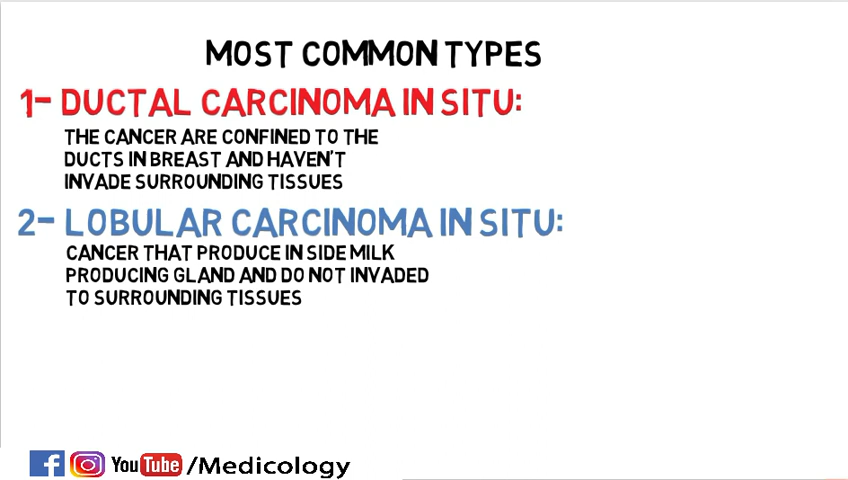 MOST COMMON TYPES
1- DUCTAL CARCINOMA IN SITU:
THE CANCER ARE CONFINED TO THE
DUCTS IN BREAST AND HAVEN'T
INVADE SURROUNDING TISSUES
2- LOBULAR CARCINOMA IN SITU:
CANCER THAT PRODUCE IN SIDE MILK
PRODUCING GLAND AND DO NOT INVADED
TO SURROUNDING TISSUES
f YouTube /Medicology